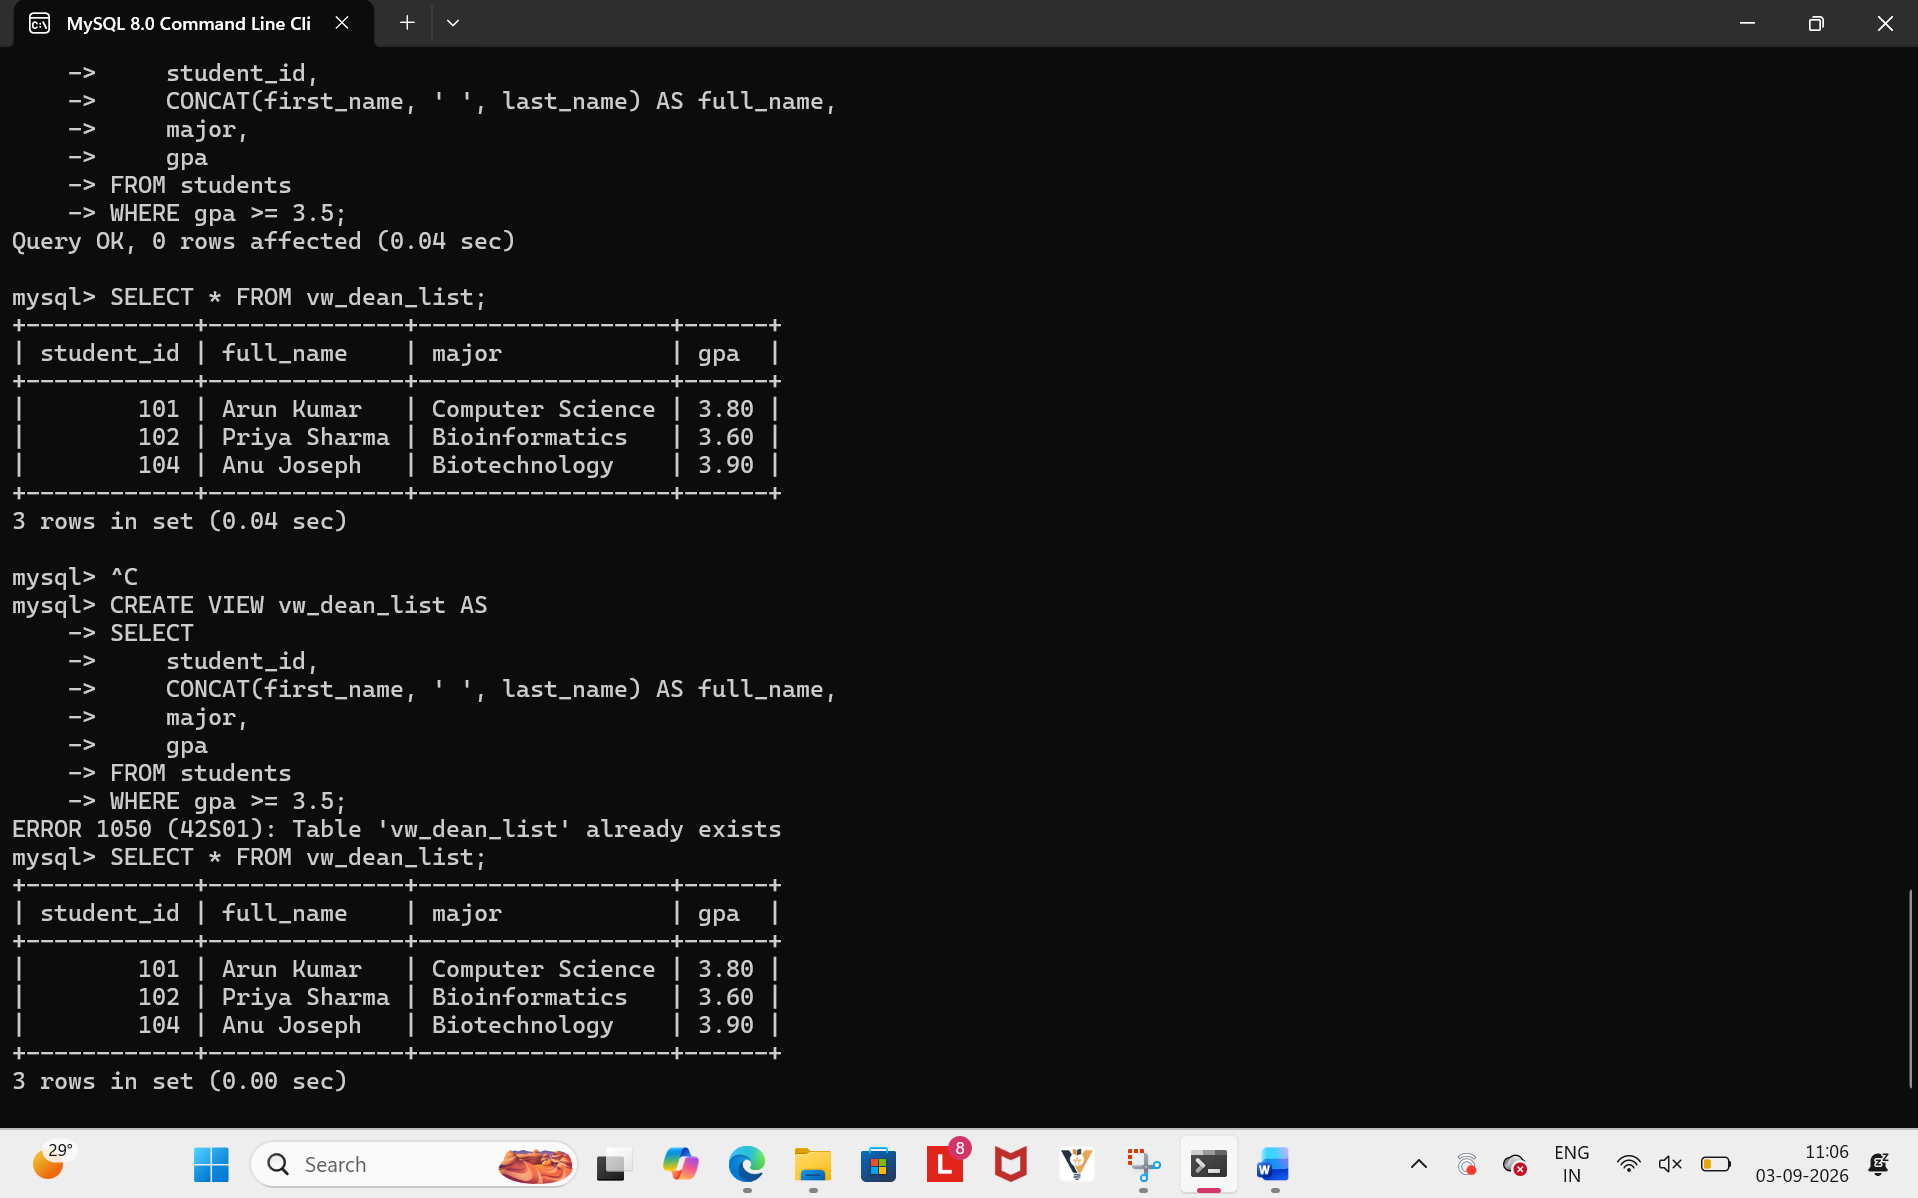 MySQL 8.0 Command Line Cli
    ->     student_id,
    ->     CONCAT(first_name, ' ', last_name) AS full_name,
    ->     major,
    ->     gpa
    -> FROM students
    -> WHERE gpa >= 3.5;
Query OK, 0 rows affected (0.04 sec)
mysql> SELECT * FROM vw_dean_list;
+------------+--------------+------------------+------+
| student_id | full_name    | major            | gpa  |
+------------+--------------+------------------+------+
|        101 | Arun Kumar   | Computer Science | 3.80 |
|        102 | Priya Sharma | Bioinformatics   | 3.60 |
|        104 | Anu Joseph   | Biotechnology    | 3.90 |
+------------+--------------+------------------+------+
3 rows in set (0.04 sec)
mysql> ^C
mysql> CREATE VIEW vw_dean_list AS
    -> SELECT
    ->     student_id,
    ->     CONCAT(first_name, ' ', last_name) AS full_name,
    ->     major,
    ->     gpa
    -> FROM students
    -> WHERE gpa >= 3.5;
ERROR 1050 (42S01): Table 'vw_dean_list' already exists
mysql> SELECT * FROM vw_dean_list;
+------------+--------------+------------------+------+
| student_id | full_name    | major            | gpa  |
+------------+--------------+------------------+------+
|        101 | Arun Kumar   | Computer Science | 3.80 |
|        102 | Priya Sharma | Bioinformatics   | 3.60 |
|        104 | Anu Joseph   | Biotechnology    | 3.90 |
+------------+--------------+------------------+------+
3 rows in set (0.00 sec)
29°
Search
L
8
W
ENG
IN
11:06
03-09-2026